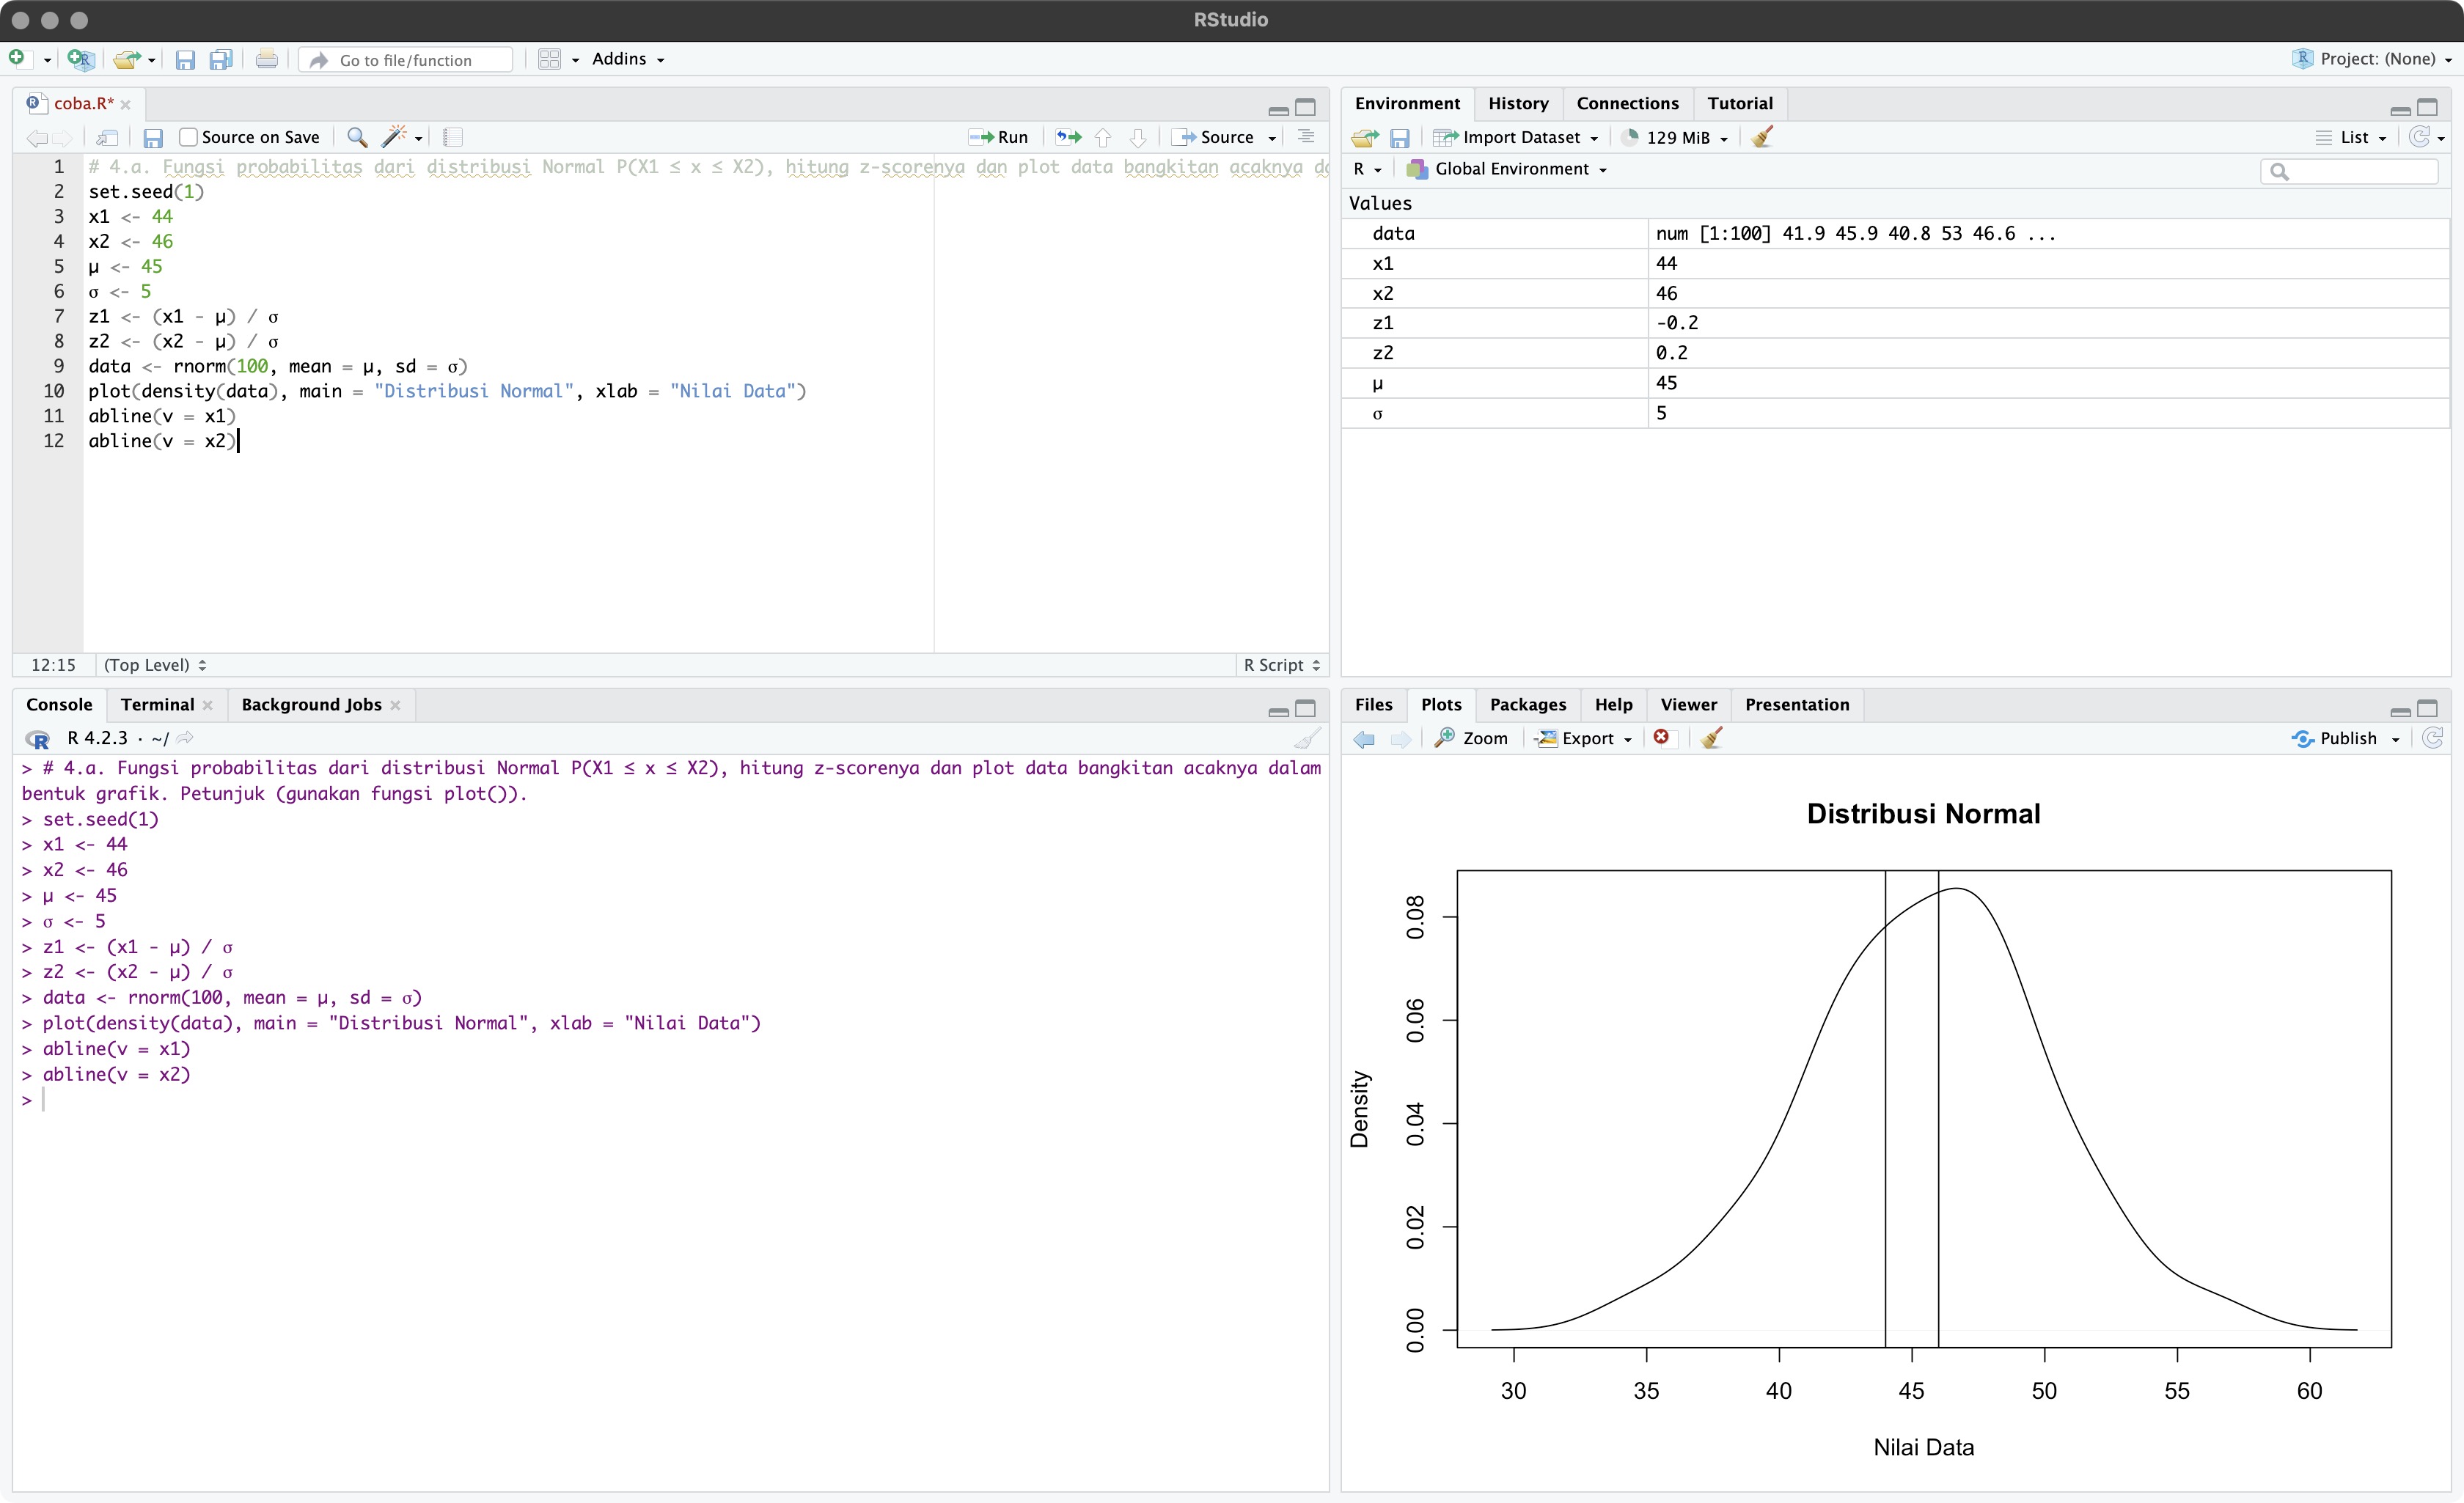 RStudio
Go to file/function
Addins
Project: (None)
coba.R*
Source on Save
Run
Source
1 # 4.a. Fungsi probabilitas dari distribusi Normal P(X1 ≤ x ≤ X2), hitung z-scorenya dan plot data bangkitan acaknya
2 set.seed(1)
3 x1 <- 44
4 x2 <- 46
5 μ <- 45
6 σ <- 5
7 z1 <- (x1 - μ) / σ
8 z2 <- (x2 - μ) / σ
9 data <- rnorm(100, mean = μ, sd = σ)
10 plot(density(data), main = "Distribusi Normal", xlab = "Nilai Data")
11 abline(v = x1)
12 abline(v = x2)
12:15 (Top Level) R Script
Environment History Connections Tutorial
Import Dataset 129 MiB List
R Global Environment
Values
data num [1:100] 41.9 45.9 40.8 53 46.6 ...
x1 44
x2 46
z1 -0.2
z2 0.2
μ 45
σ 5
Console Terminal Background Jobs
R 4.2.3 · ~/
> # 4.a. Fungsi probabilitas dari distribusi Normal P(X1 ≤ x ≤ X2), hitung z-scorenya dan plot data bangkitan acaknya dalam
bentuk grafik. Petunjuk (gunakan fungsi plot()).
> set.seed(1)
> x1 <- 44
> x2 <- 46
> μ <- 45
> σ <- 5
> z1 <- (x1 - μ) / σ
> z2 <- (x2 - μ) / σ
> data <- rnorm(100, mean = μ, sd = σ)
> plot(density(data), main = "Distribusi Normal", xlab = "Nilai Data")
> abline(v = x1)
> abline(v = x2)
>
Files Plots Packages Help Viewer Presentation
Zoom Export Publish
Distribusi Normal
Density
0.08
0.06
0.04
0.02
0.00
30 35 40 45 50 55 60
Nilai Data